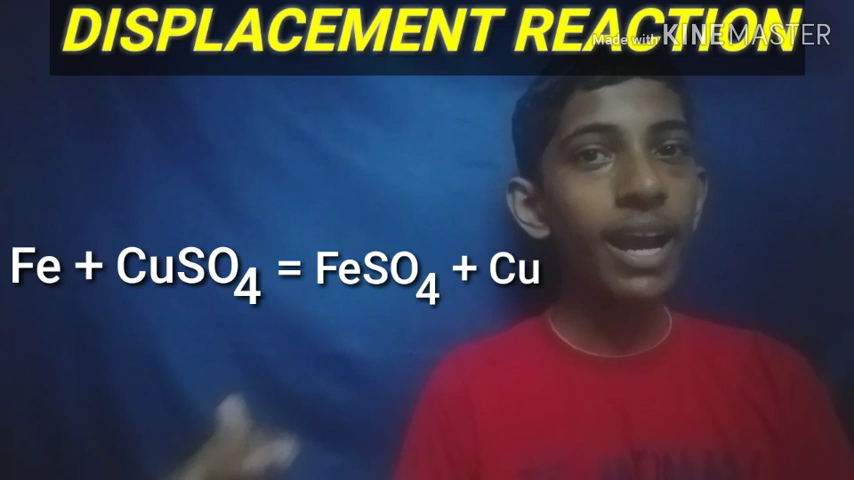 DISPLACEMENT REACTION
Made with KINEMASTER
Fe + CuSO4 = FeSO4 + Cu